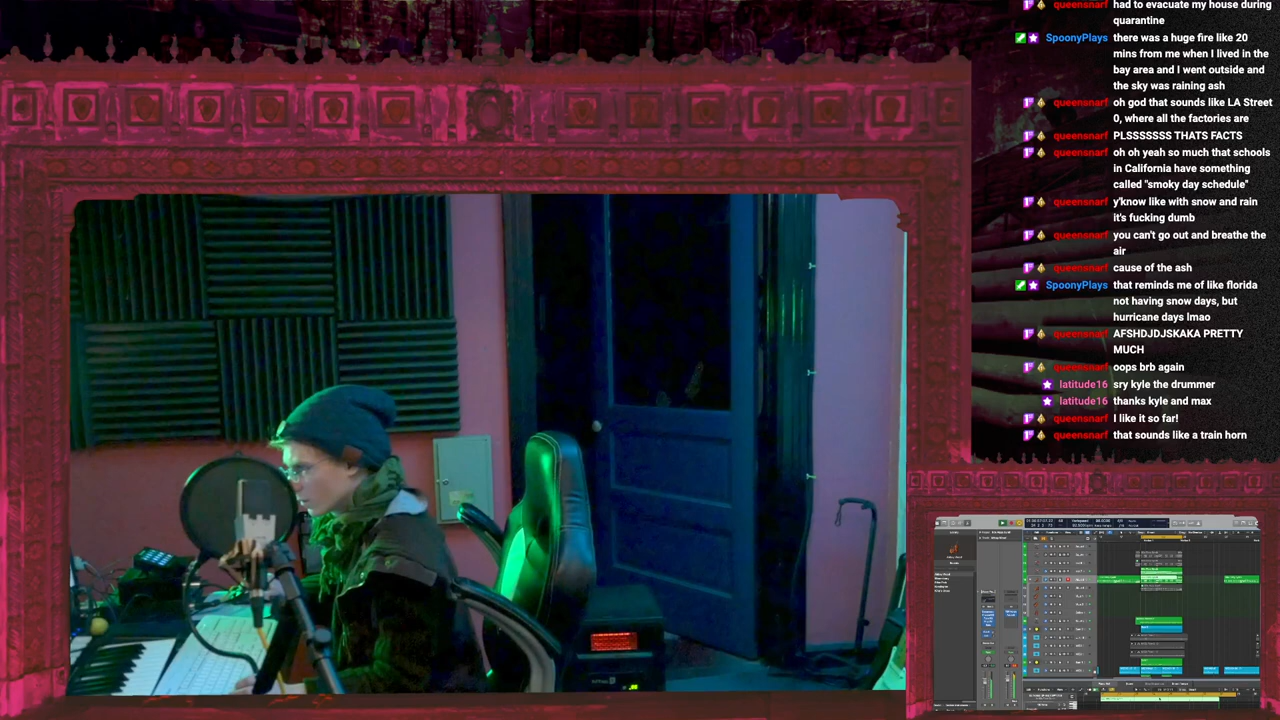 queensnarf had to evacuate my house during
quarantine
SpoonyPlays there was a huge fire like 20
mins from me when I lived in the
bay area and I went outside and
the sky was raining ash
queensnarf oh god that sounds like LA Street
0, where all the factories are
queensnarf PLSSSSSSS THATS FACTS
queensnarf oh oh yeah so much that schools
in California have something
called "smoky day schedule"
queensnarf y'know like with snow and rain
it's fucking dumb
queensnarf you can't go out and breathe the
air
queensnarf cause of the ash
SpoonyPlays that reminds me of like florida
not having snow days, but
hurricane days lmao
queensnarf AFSHDJDJSKAKA PRETTY
MUCH
queensnarf oops brb again
latitude16 sry kyle the drummer
latitude16 thanks kyle and max
queensnarf I like it so far!
queensnarf that sounds like a train horn